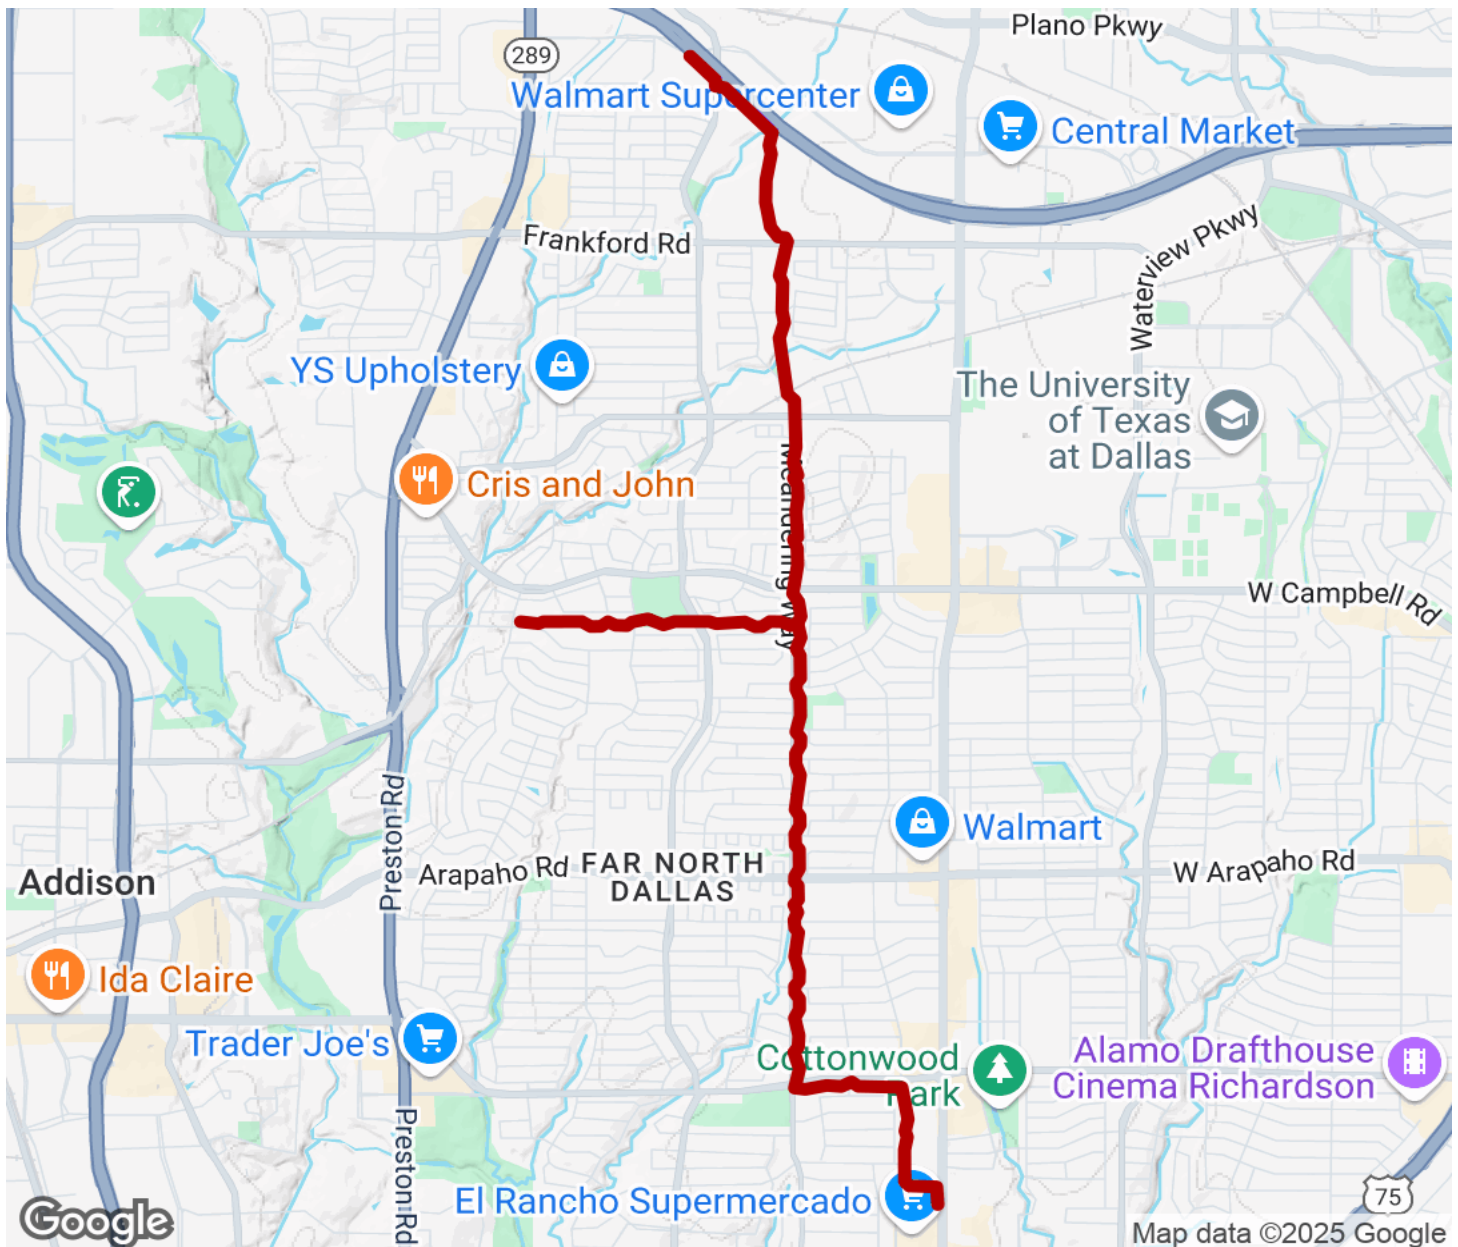 Plano Pkwy
289
Walmart Supercenter
Central Market
Frankford Rd
Waterview Pkwy
YS Upholstery
The University
of Texas
at Dallas
Cris and John
Meandering Way
W Campbell Rd
Preston Rd
Walmart
Arapaho Rd
FAR NORTH
DALLAS
W Arapaho Rd
Addison
Ida Claire
Trader Joe's
Cottonwood
Park
Alamo Drafthouse
Cinema Richardson
Preston Rd
El Rancho Supermercado
75
Google
Map data ©2025 Google